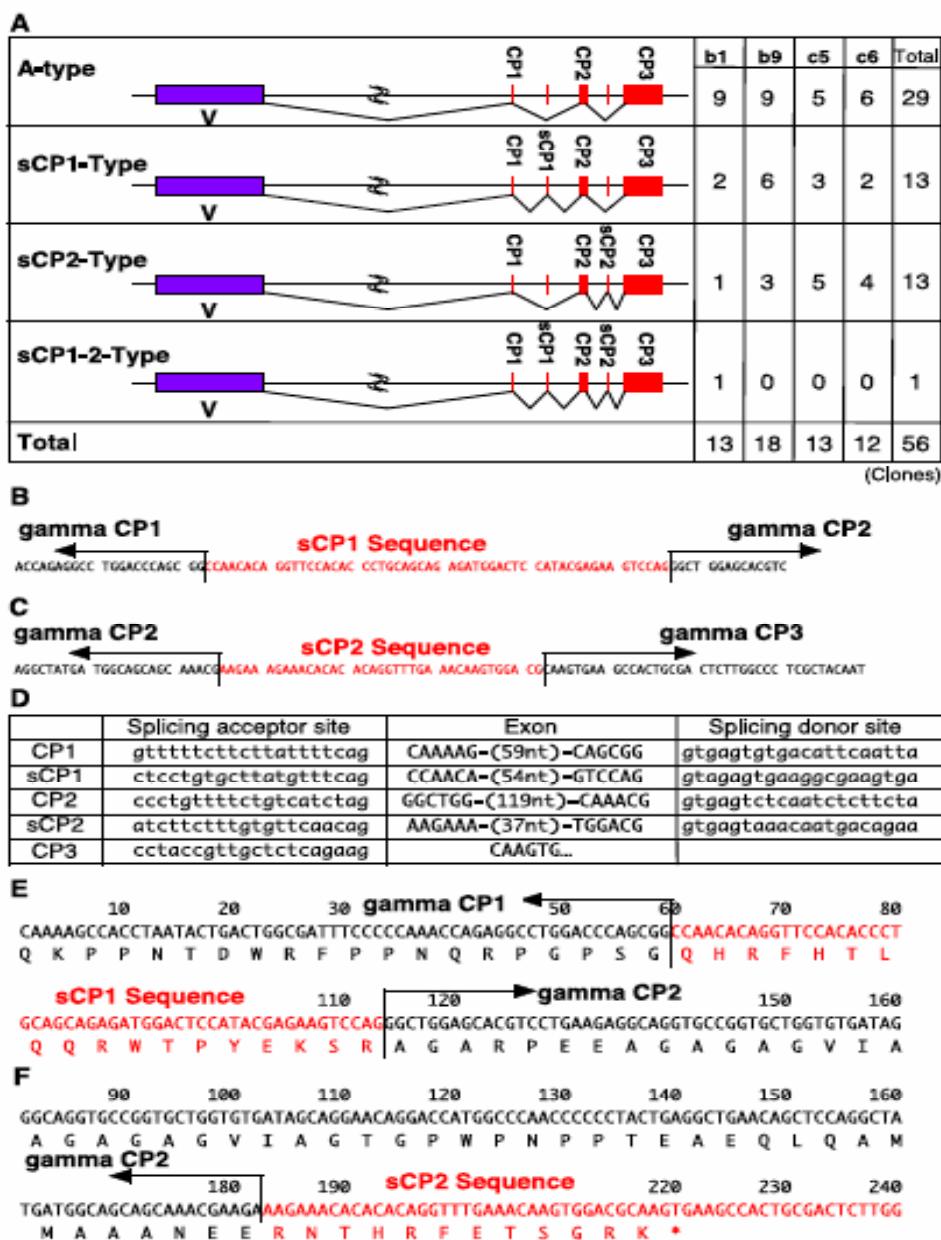 A
A-type
CP1
CP2
CP3
V
b1 b9 c5 c6 Total
9 9 5 6 29
sCP1-Type
CP1
sCP1
CP2
CP3
V
2 6 3 2 13
sCP2-Type
CP1
CP2
sCP2
CP3
V
1 3 5 4 13
sCP1-2-Type
CP1
sCP1
CP2
sCP2
CP3
V
1 0 0 0 1
Total 13 18 13 12 56
(Clones)
B
gamma CP1 sCP1 Sequence gamma CP2
ACCAGAGGCC TGGACCCAGC GGCCAACACA GGTTCCACAC CCTGCAGCAG AGATGGACTC CATACGAGAA GTCCAGGGCT GGAGCACGTC
C
gamma CP2 sCP2 Sequence gamma CP3
AGGCTATGA TGGCAGCAGC AAACGAAGAA AGAAACACAC ACAGGTTTGA AACAAGTGGA CGCAAGTGAA GCCACTGCGA CTCTTGGCCC TCGCTACAAT
D
Splicing acceptor site Exon Splicing donor site
CP1 gtttttcttcttattttcag CAAAAG-(59nt)-CAGCGG gtgagtgtgacattcaatta
sCP1 ctcctgtgcttatgtttcag CCAACA-(54nt)-GTCCAG gtagagtgaaggcgaagtga
CP2 ccctgttttctgtcatctag GGCTGG-(119nt)-CAAACG gtgagtctcaatctcttcta
sCP2 atcttctttgtgttcaacag AAGAAA-(37nt)-TGGACG gtgagtaaacaatgacagaa
CP3 cctaccgttgctctcagaag CAAGTG...
E
10 20 30 gamma CP1 50 60 70 80
CAAAAGCCACCTAATACTGACTGGCGATTTCCCCCAAACCAGAGGCCTGGACCCAGCGGCCAACACAGGTTCCACACCCT
Q K P P N T D W R F P P N Q R P G P S G Q H R F H T L
sCP1 Sequence 110 120 gamma CP2 150 160
GCAGCAGAGATGGACTCCATACGAGAAGTCCAGGGCTGGAGCACGTCCTGAAGAGGCAGGTGCCGGTGCTGGTGTGATAG
Q Q R W T P Y E K S R A G A R P E E A G A G A G V I A
F
90 100 110 120 130 140 150 160
GGCAGGTGCCGGTGCTGGTGTGATAGCAGGAACAGGACCATGGCCCAACCCCCCTACTGAGGCTGAACAGCTCCAGGCTA
A G A G A G V I A G T G P W P N P P T E A E Q L Q A M
gamma CP2 180 190 sCP2 Sequence 220 230 240
TGATGGCAGCAGCAAACGAAGAAAGAAACACACACAGGTTTGAAACAAGTGGACGCAAGTGAAGCCACTGCGACTCTTGG
M A A A N E E R N T H R F E T S G R K *